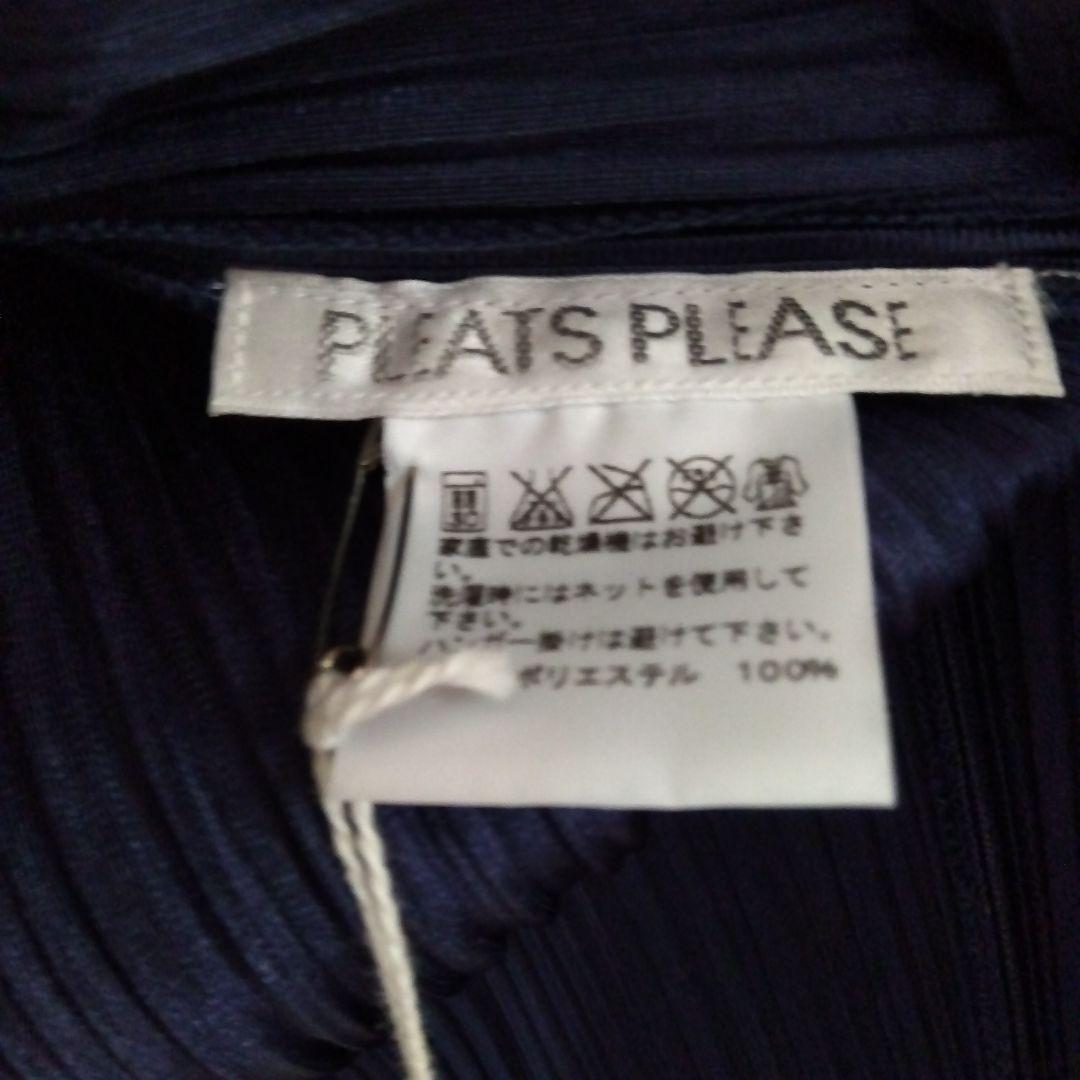 PLEATS PLEASE
家庭での乾燥機はお避け下さ
い。
洗濯時にはネットを使用して
下さい。
ハンガー掛けは避けて下さい。
ポリエステル 100%